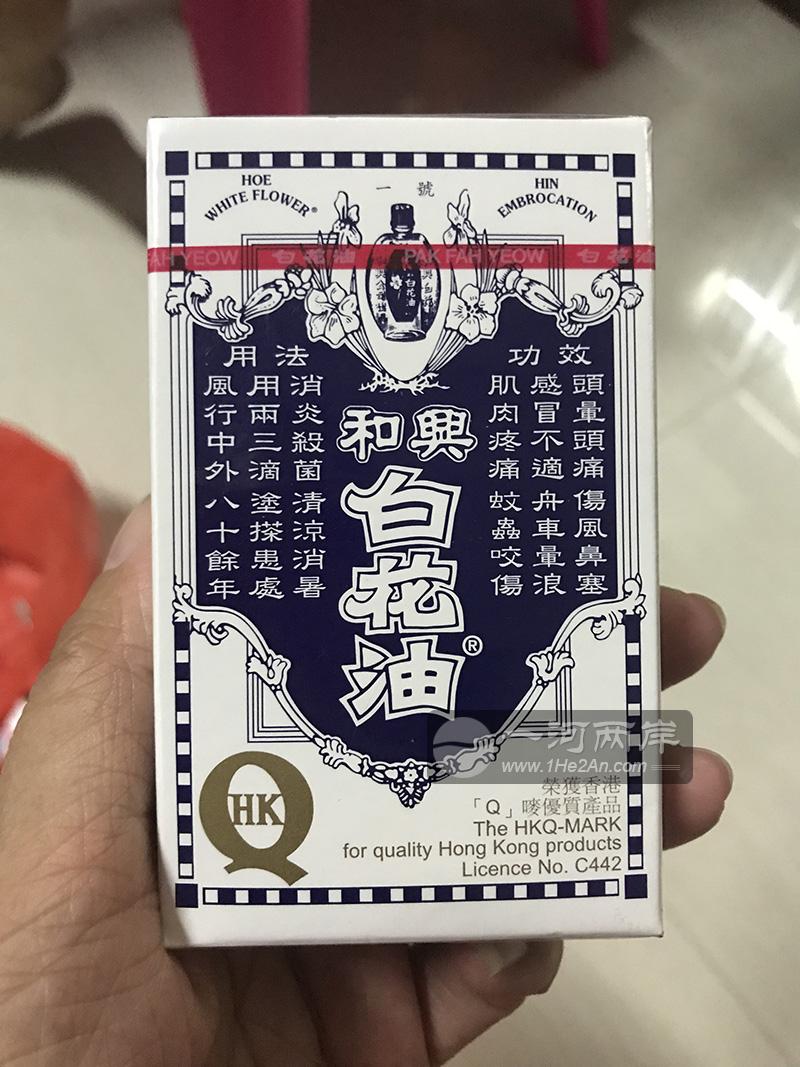 HOE
WHITE FLOWER®
一號
HIN
EMBROCATION
FAH YEOW 白花油 PAK FAH YEOW 白花油
白花油
功效
頭暈頭痛傷風鼻塞
感冒不適舟車暈浪
肌肉疼痛蚊蟲咬傷
和興
白花油®
用法
消炎殺菌清涼消暑
用兩三滴塗搽患處
風行中外八十餘年
HK
Q
一河两岸
www.1He2An.com
榮獲香港
「Q」嘜優質產品
The HKQ-MARK
for quality Hong Kong products
Licence No. C442